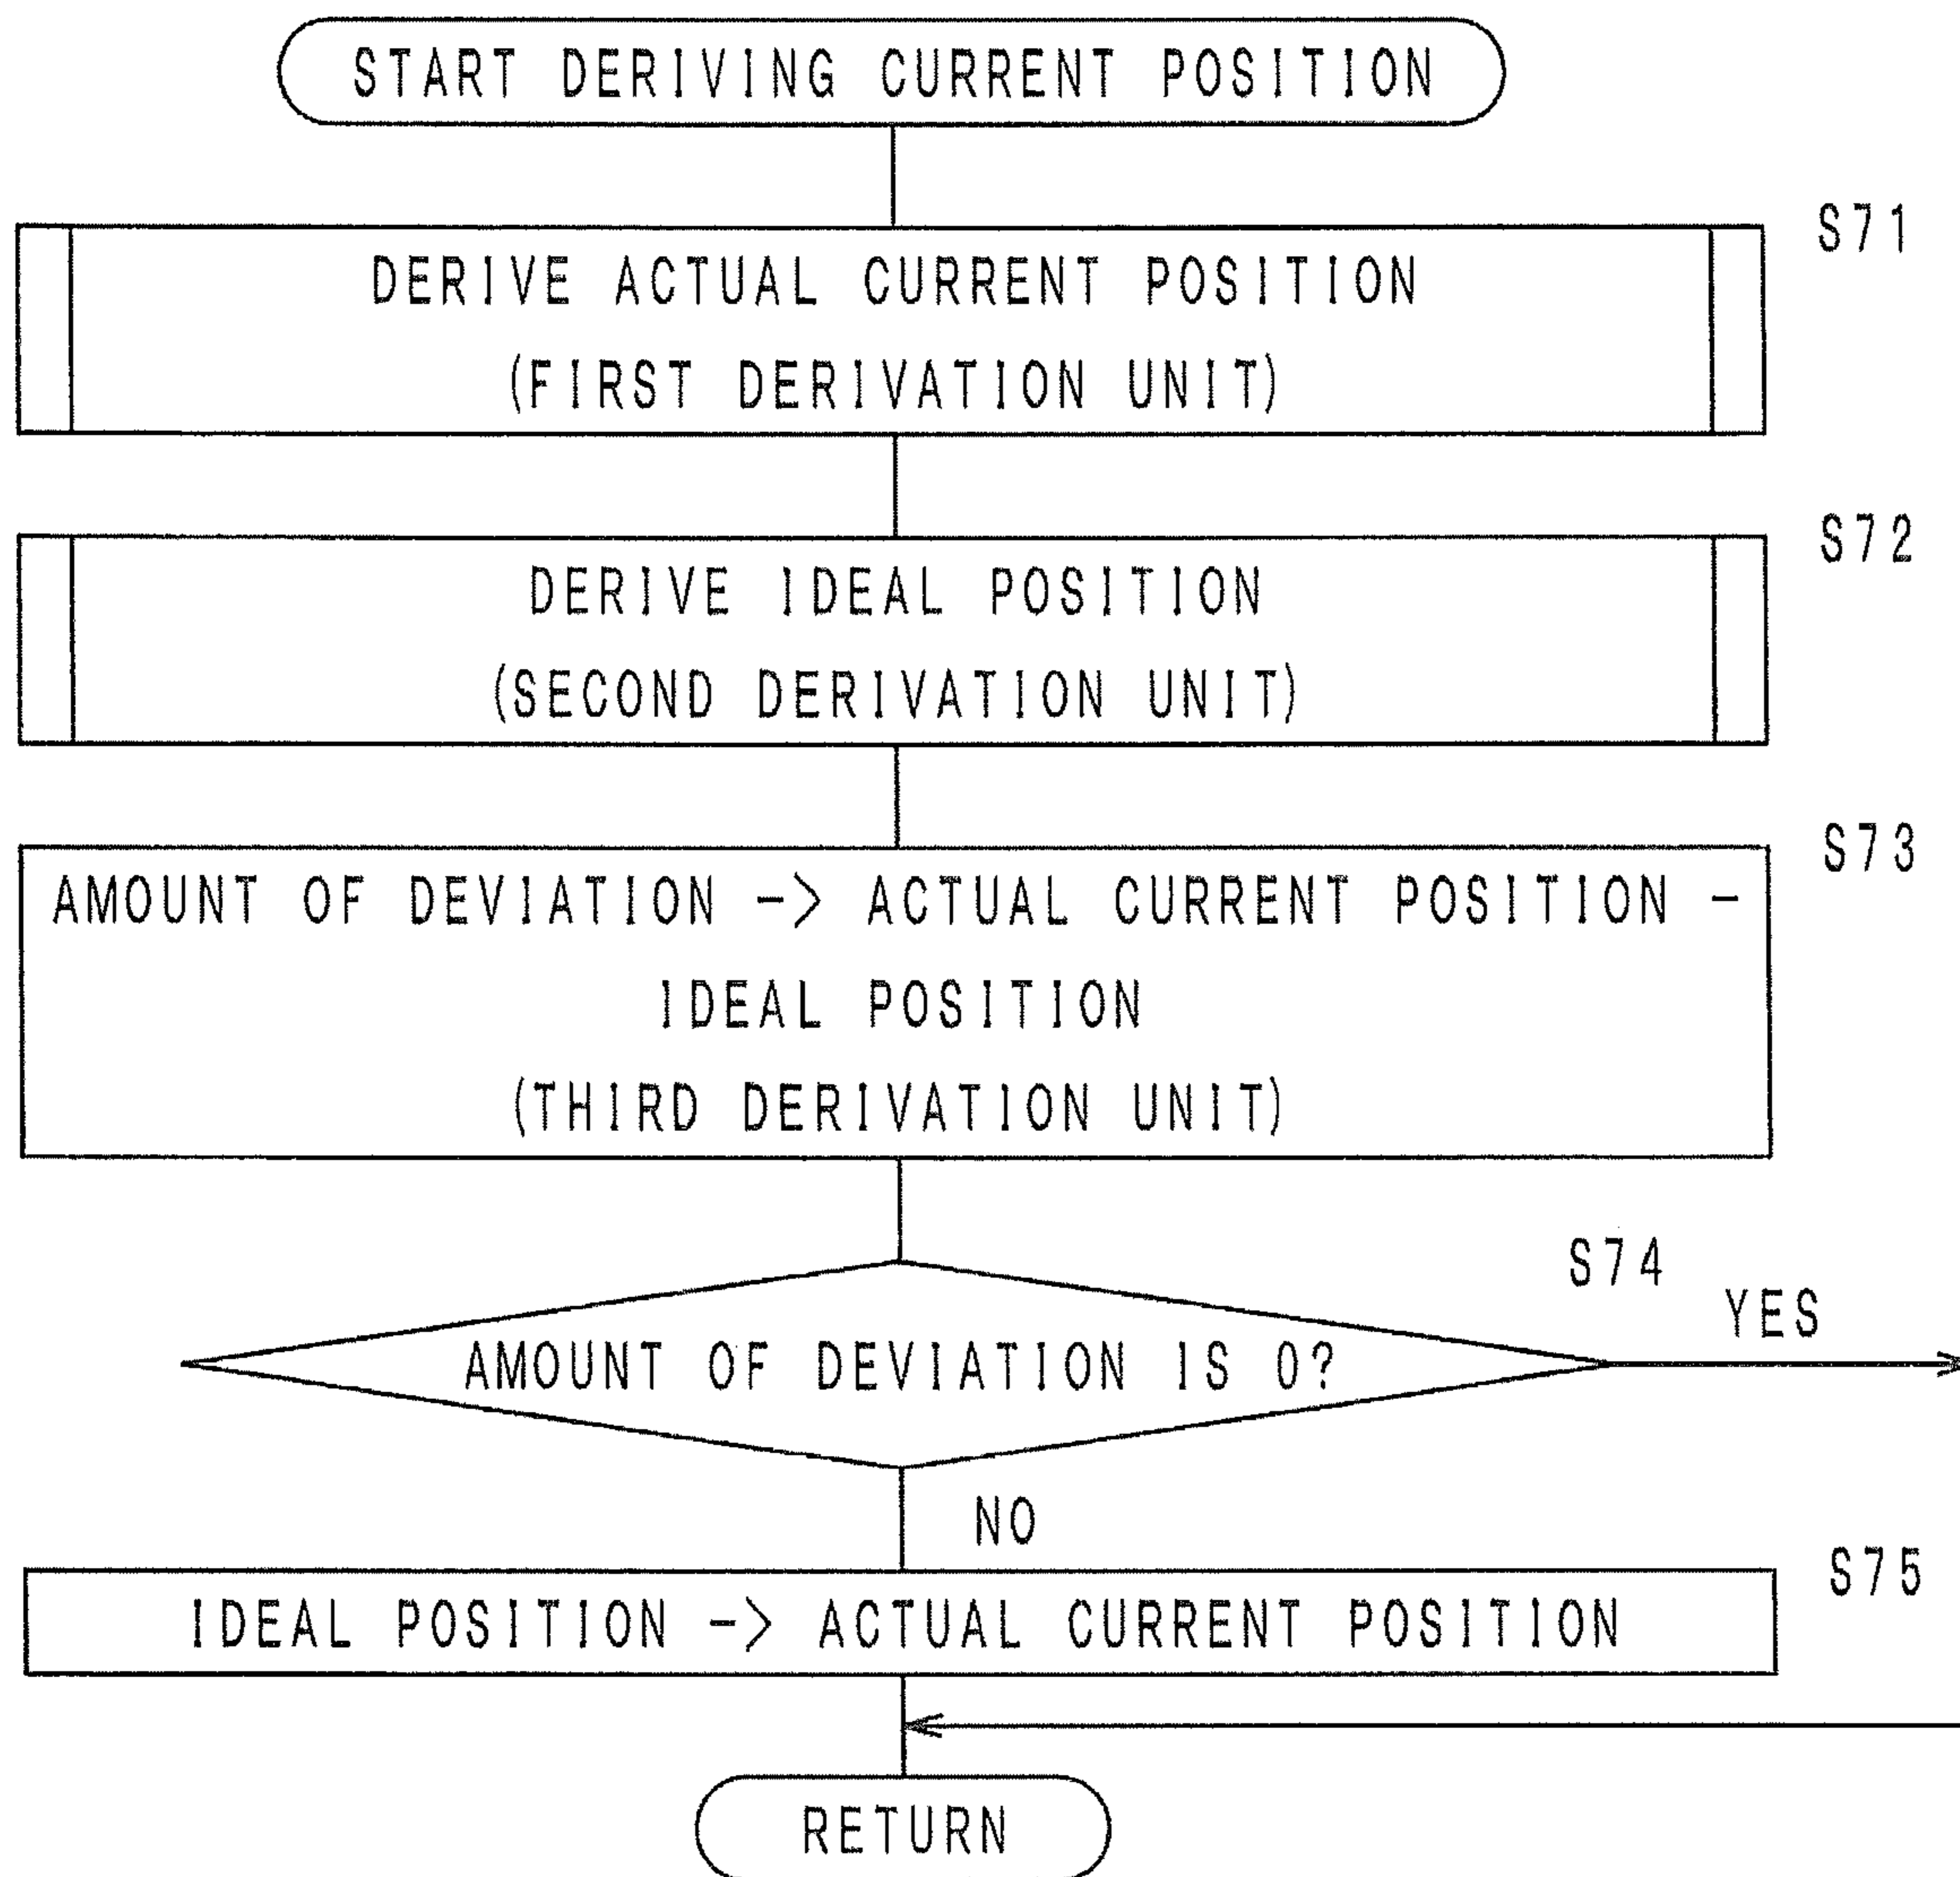 START DERIVING CURRENT POSITION
S71
DERIVE ACTUAL CURRENT POSITION
(FIRST DERIVATION UNIT)
S72
DERIVE IDEAL POSITION
(SECOND DERIVATION UNIT)
S73
AMOUNT OF DEVIATION -> ACTUAL CURRENT POSITION -
IDEAL POSITION
(THIRD DERIVATION UNIT)
S74
YES
AMOUNT OF DEVIATION IS 0?
NO
S75
IDEAL POSITION -> ACTUAL CURRENT POSITION
RETURN